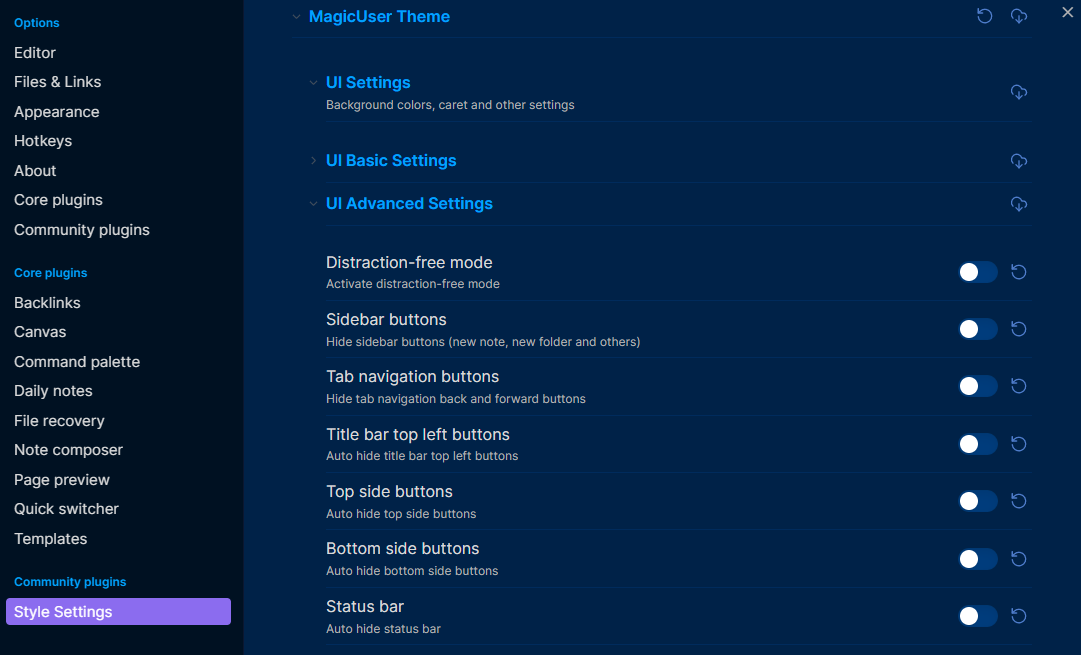 Options
Editor
Files & Links
Appearance
Hotkeys
About
Core plugins
Community plugins
Core plugins
Backlinks
Canvas
Command palette
Daily notes
File recovery
Note composer
Page preview
Quick switcher
Templates
Community plugins
Style Settings
MagicUser Theme
UI Settings
Background colors, caret and other settings
UI Basic Settings
UI Advanced Settings
Distraction-free mode
Activate distraction-free mode
Sidebar buttons
Hide sidebar buttons (new note, new folder and others)
Tab navigation buttons
Hide tab navigation back and forward buttons
Title bar top left buttons
Auto hide title bar top left buttons
Top side buttons
Auto hide top side buttons
Bottom side buttons
Auto hide bottom side buttons
Status bar
Auto hide status bar